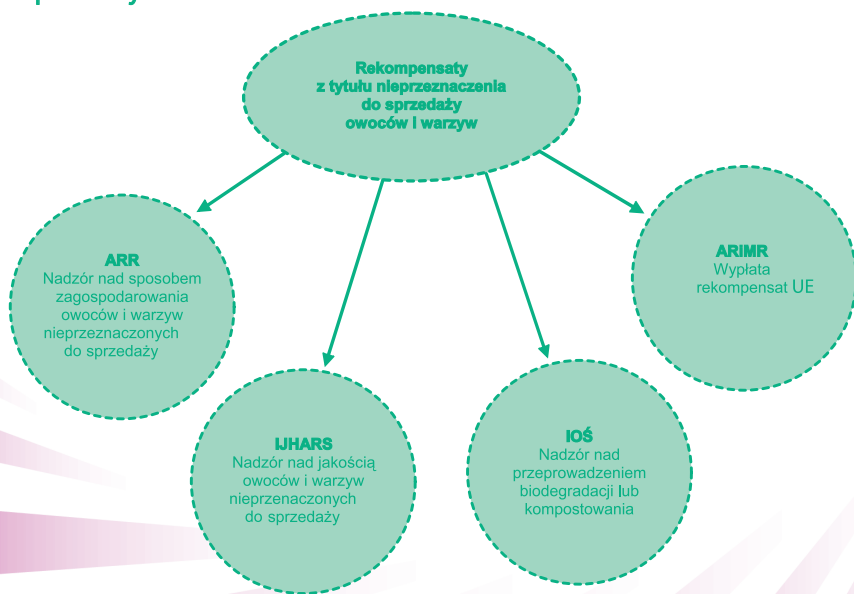 Rekompensaty
z tytułu nieprzeznaczenia
do sprzedaży
owoców i warzyw
ARR
Nadzór nad sposobem
zagospodarowania
owoców i warzyw
nieprzeznaczonych
do sprzedaży
IJHARS
Nadzór nad jakością
owoców i warzyw
nieprzenaczonych
do sprzedaży
IOŚ
Nadzór nad
przeprowadzeniem
biodegradacji lub
kompostowania
ARIMR
Wypłata
rekompensat UE